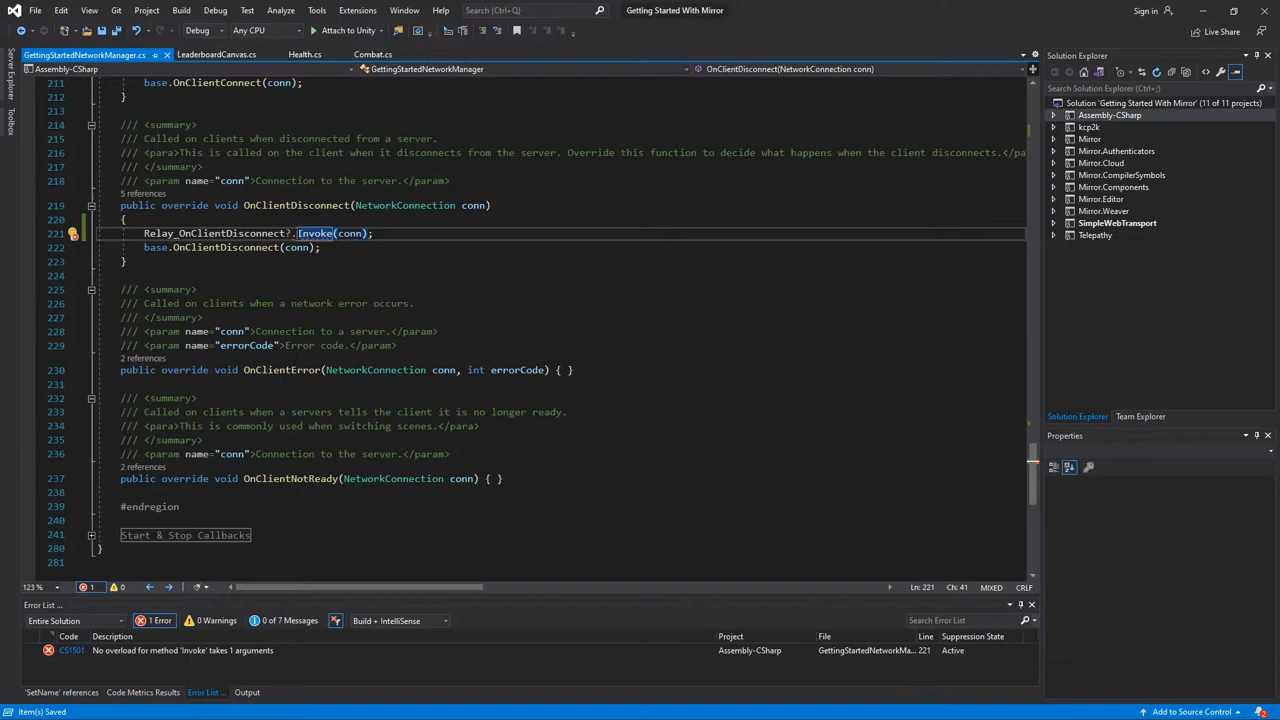 File Edit View Git Project Build Debug Test Analyze Tools Extensions Window Help Search (Ctrl+Q) Getting Started With Mirror Sign in
Debug Any CPU Attach to Unity Live Share
Server Explorer
Toolbox
GettingStartedNetworkManager.cs LeaderboardCanvas.cs Health.cs Combat.cs
Assembly-CSharp GettingStartedNetworkManager OnClientDisconnect(NetworkConnection conn)
211 base.OnClientConnect(conn);
212 }
213
214 /// <summary>
215 /// Called on clients when disconnected from a server.
216 /// <para>This is called on the client when it disconnects from the server. Override this function to decide what happens when the client disconnects.</pa
217 /// </summary>
218 /// <param name="conn">Connection to the server.</param>
5 references
219 public override void OnClientDisconnect(NetworkConnection conn)
220 {
221 Relay_OnClientDisconnect?.Invoke(conn);
222 base.OnClientDisconnect(conn);
223 }
224
225 /// <summary>
226 /// Called on clients when a network error occurs.
227 /// </summary>
228 /// <param name="conn">Connection to a server.</param>
229 /// <param name="errorCode">Error code.</param>
2 references
230 public override void OnClientError(NetworkConnection conn, int errorCode) { }
231
232 /// <summary>
233 /// Called on clients when a servers tells the client it is no longer ready.
234 /// <para>This is commonly used when switching scenes.</para>
235 /// </summary>
236 /// <param name="conn">Connection to the server.</param>
2 references
237 public override void OnClientNotReady(NetworkConnection conn) { }
238
239 #endregion
240
241 Start & Stop Callbacks
280 }
281
123 % 1 0 Ln: 221 Ch: 41 MIXED CRLF
Solution Explorer
Search Solution Explorer (Ctrl+;)
Solution 'Getting Started With Mirror' (11 of 11 projects)
Assembly-CSharp
kcp2k
Mirror
Mirror.Authenticators
Mirror.Cloud
Mirror.CompilerSymbols
Mirror.Components
Mirror.Editor
Mirror.Weaver
SimpleWebTransport
Telepathy
Solution Explorer Team Explorer
Properties
Error List ...
Entire Solution 1 Error 0 Warnings 0 of 7 Messages Build + IntelliSense Search Error List
Code Description Project File Line Suppression State
CS1501 No overload for method 'Invoke' takes 1 arguments Assembly-CSharp GettingStartedNetworkMa... 221 Active
'SetName' references Code Metrics Results Error List ... Output
Item(s) Saved Add to Source Control 2